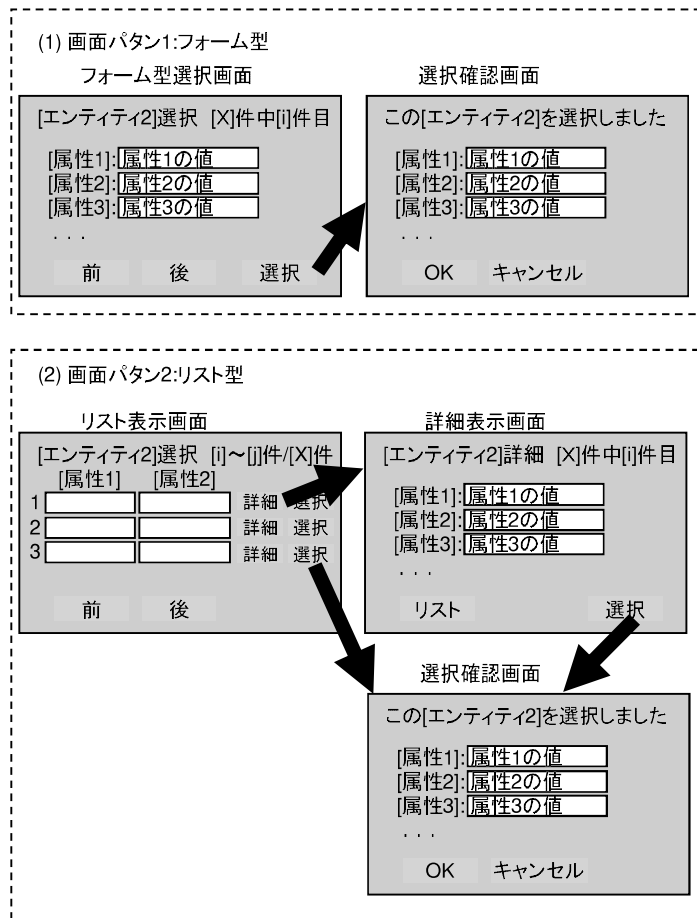 (1) 画面パタン1:フォーム型
フォーム型選択画面
[エンティティ2]選択 [X]件中[i]件目
[属性1]:属性1の値
[属性2]:属性2の値
[属性3]:属性3の値
. . .
前 後 選択
選択確認画面
この[エンティティ2]を選択しました
[属性1]:属性1の値
[属性2]:属性2の値
[属性3]:属性3の値
. . .
OK キャンセル
(2) 画面パタン2:リスト型
リスト表示画面
[エンティティ2]選択 [i]~[j]件/[X]件
[属性1] [属性2]
1 詳細 選択
2 詳細 選択
3 詳細 選択
前 後
詳細表示画面
[エンティティ2]詳細 [X]件中[i]件目
[属性1]:属性1の値
[属性2]:属性2の値
[属性3]:属性3の値
. . .
リスト 選択
選択確認画面
この[エンティティ2]を選択しました
[属性1]:属性1の値
[属性2]:属性2の値
[属性3]:属性3の値
. . .
OK キャンセル